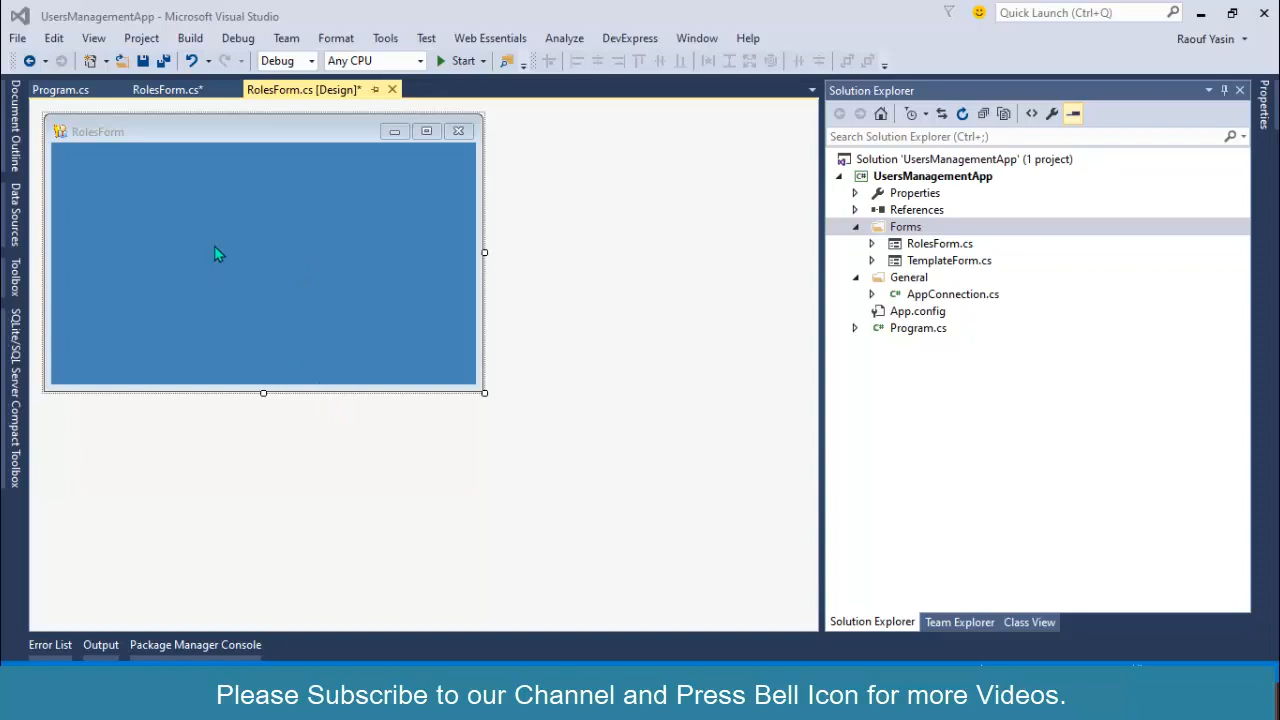 UsersManagementApp - Microsoft Visual Studio
Quick Launch (Ctrl+Q)
File Edit View Project Build Debug Team Format Tools Test Web Essentials Analyze DevExpress Window Help
Raouf Yasin
Debug Any CPU Start
Program.cs RolesForm.cs* RolesForm.cs [Design]*
Document Outline
Data Sources
Toolbox
SQLite/SQL Server Compact Toolbox
RolesForm
Solution Explorer
Search Solution Explorer (Ctrl+;)
Solution 'UsersManagementApp' (1 project)
UsersManagementApp
Properties
References
Forms
RolesForm.cs
TemplateForm.cs
General
AppConnection.cs
App.config
Program.cs
Solution Explorer Team Explorer Class View
Properties
Error List Output Package Manager Console
Please Subscribe to our Channel and Press Bell Icon for more Videos.